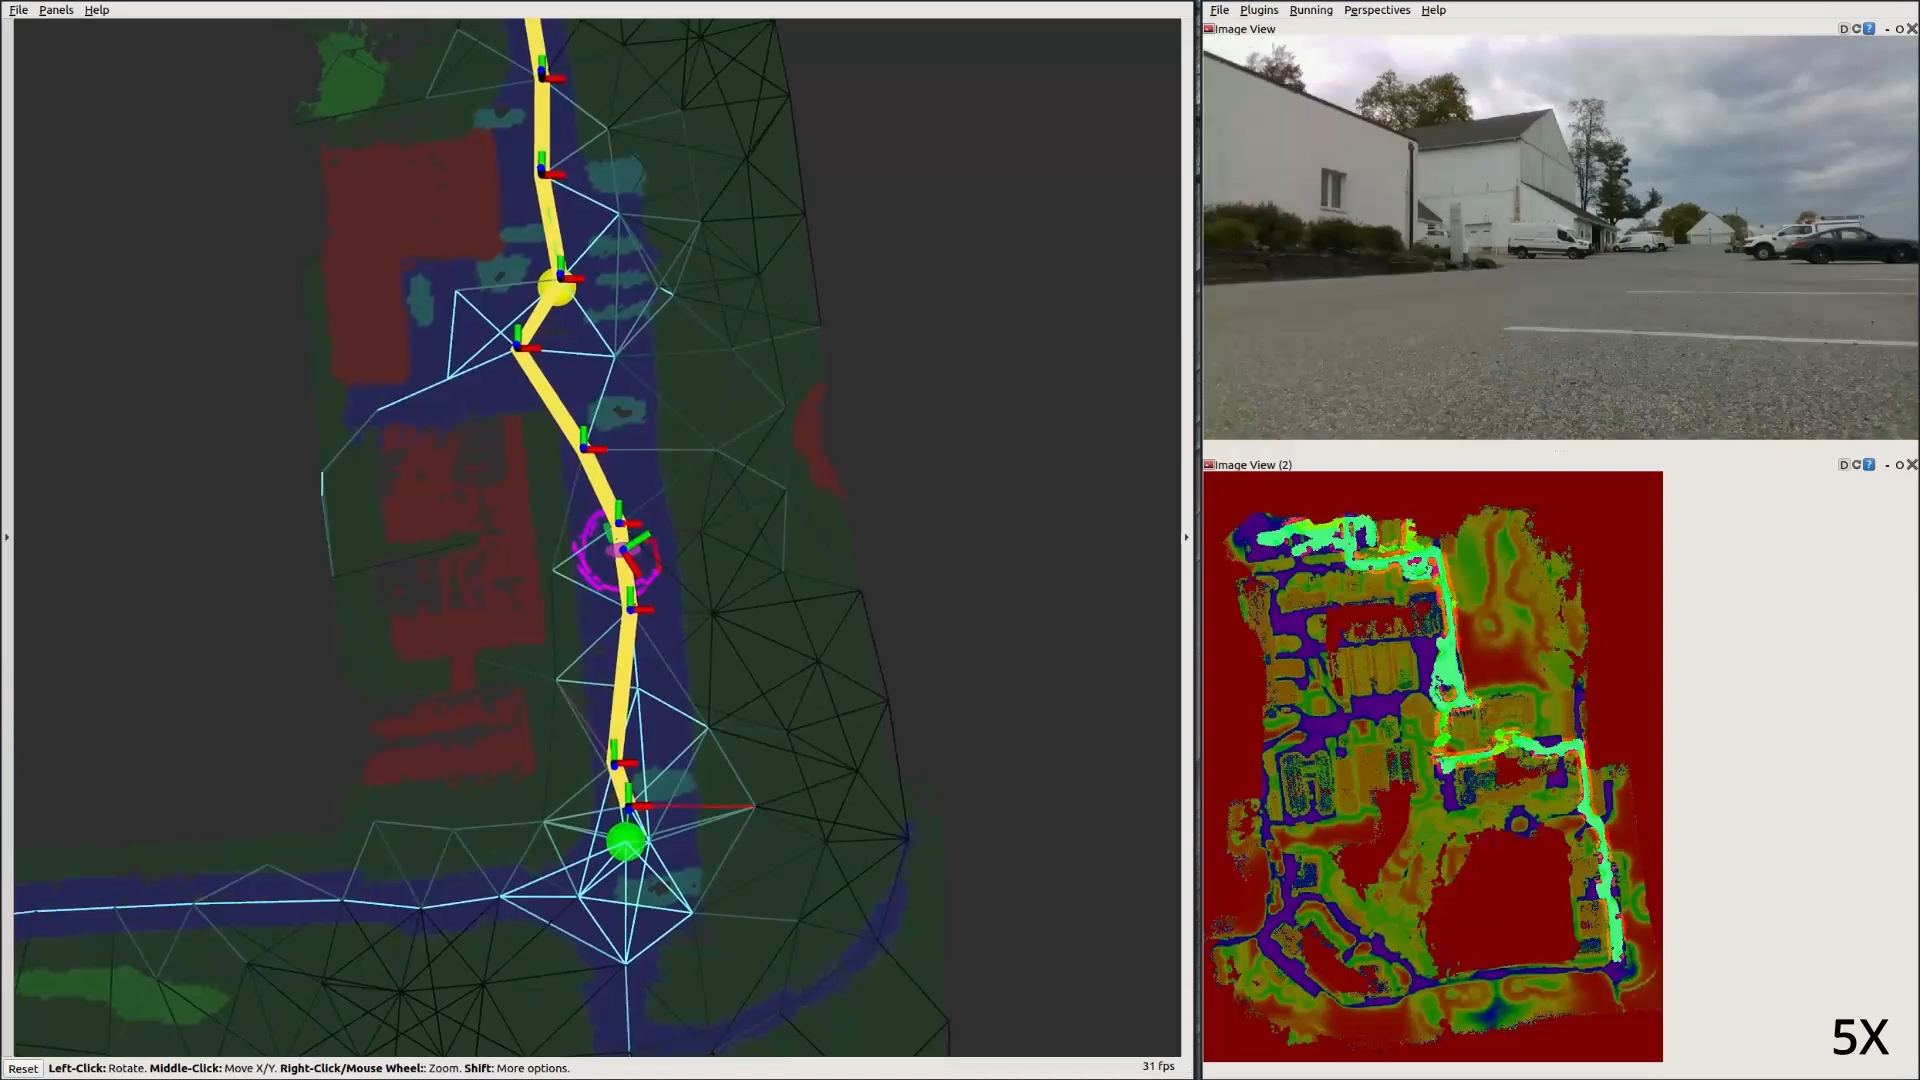 File Panels Help
Reset Left-Click: Rotate. Middle-Click: Move X/Y. Right-Click/Mouse Wheel:: Zoom. Shift: More options.
31 fps
File Plugins Running Perspectives Help
Image View
D C ? - O X
Image View (2)
D C ? - O X
5X